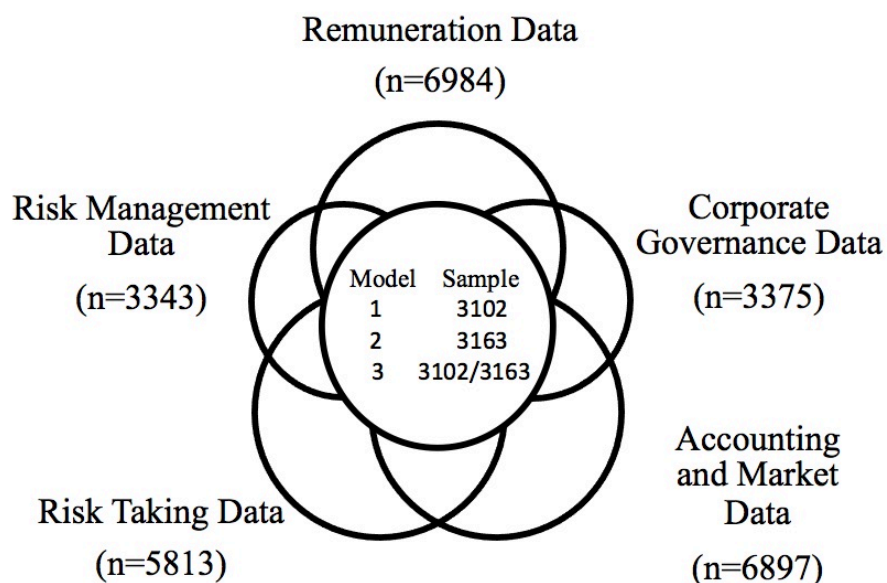 Remuneration Data
(n=6984)
Risk Management
Data
(n=3343)
Corporate
Governance Data
(n=3375)
Model Sample
1 3102
2 3163
3 3102/3163
Risk Taking Data
(n=5813)
Accounting
and Market
Data
(n=6897)